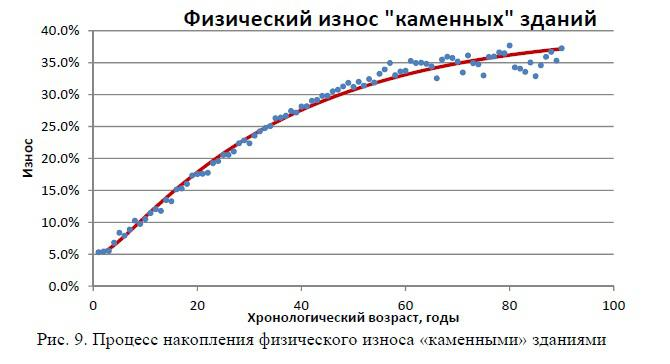 Физический износ "каменных" зданий
40.0%
35.0%
30.0%
25.0%
20.0%
15.0%
10.0%
5.0%
0.0%
Износ
0 20 40 60 80 100
Хронологический возраст, годы
Рис. 9. Процесс накопления физического износа «каменными» зданиями